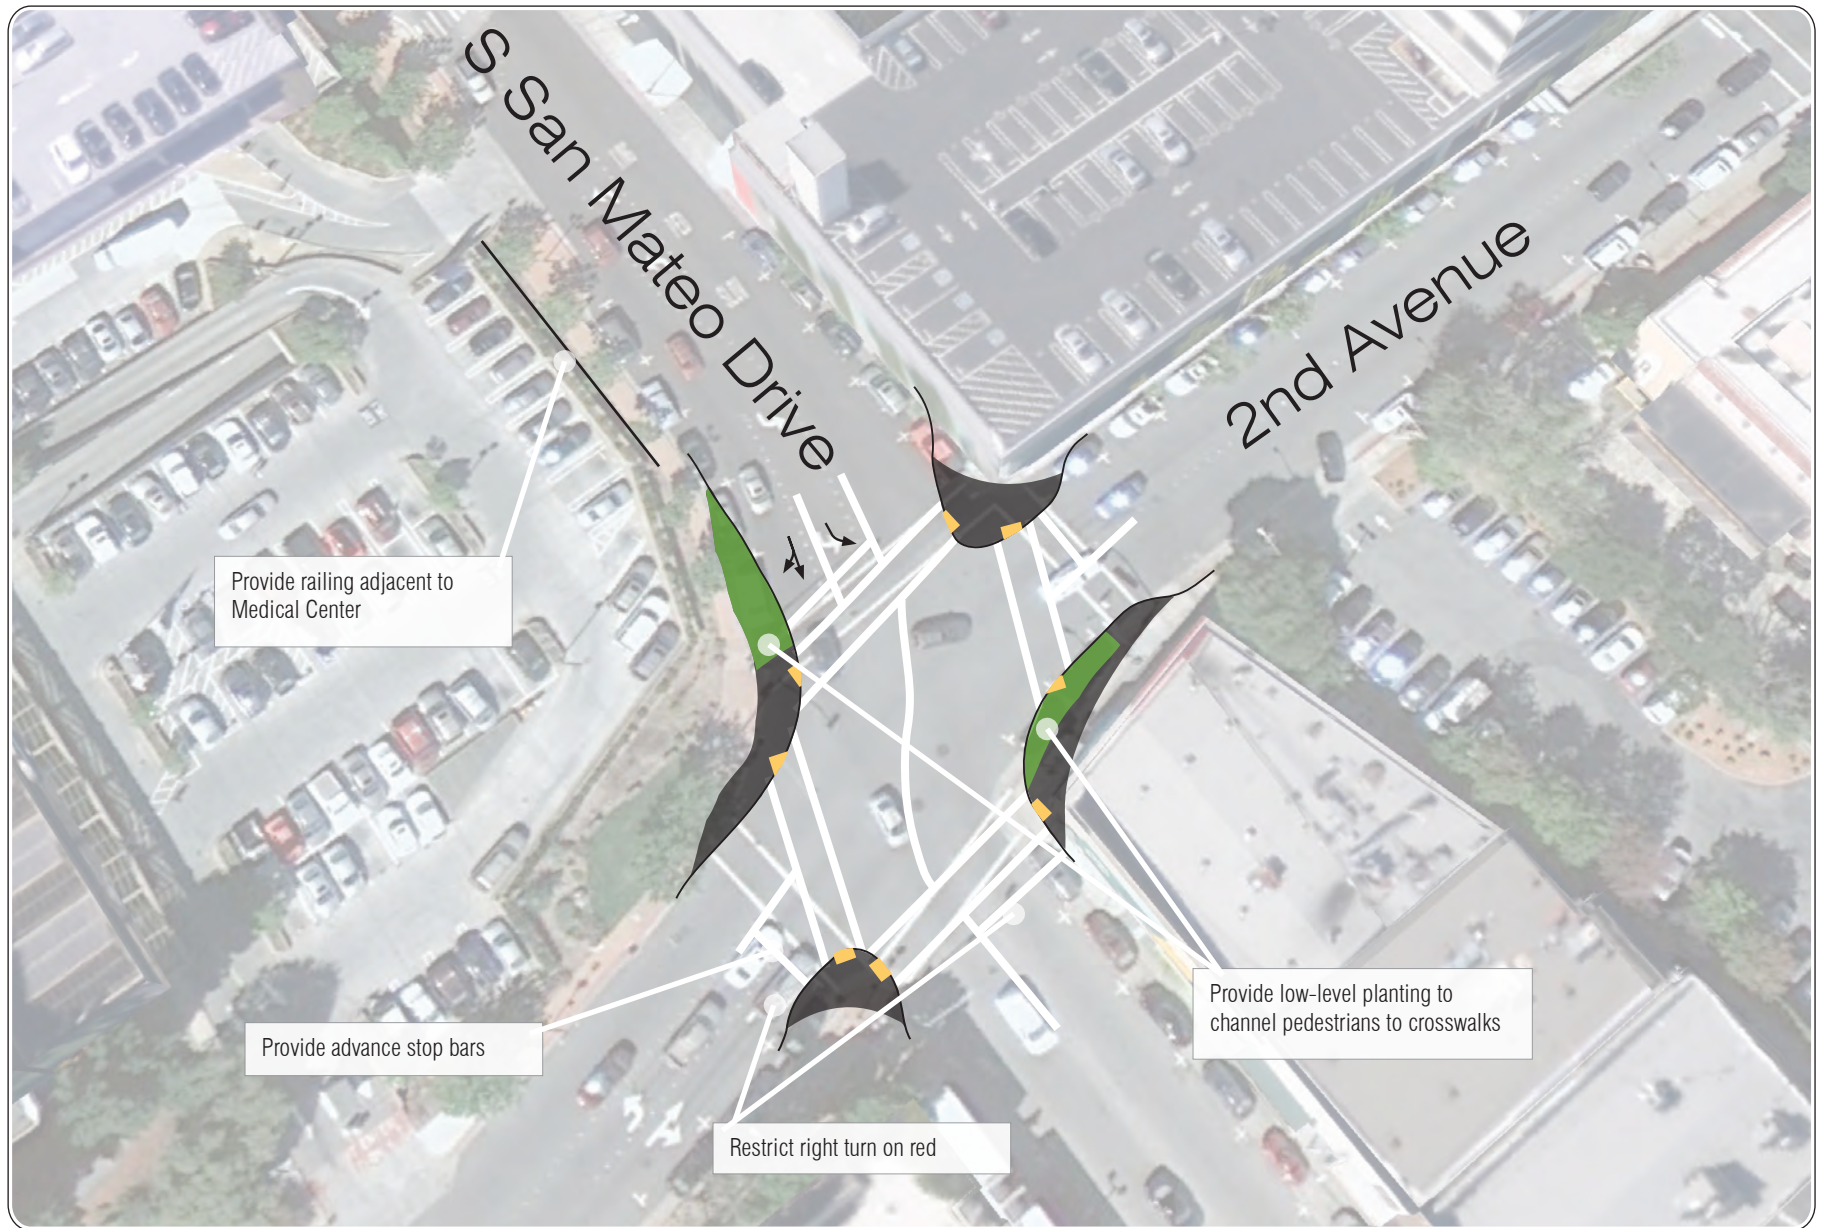 S San Mateo Drive
2nd Avenue
Provide railing adjacent to
Medical Center
Provide low-level planting to
channel pedestrians to crosswalks
Provide advance stop bars
Restrict right turn on red